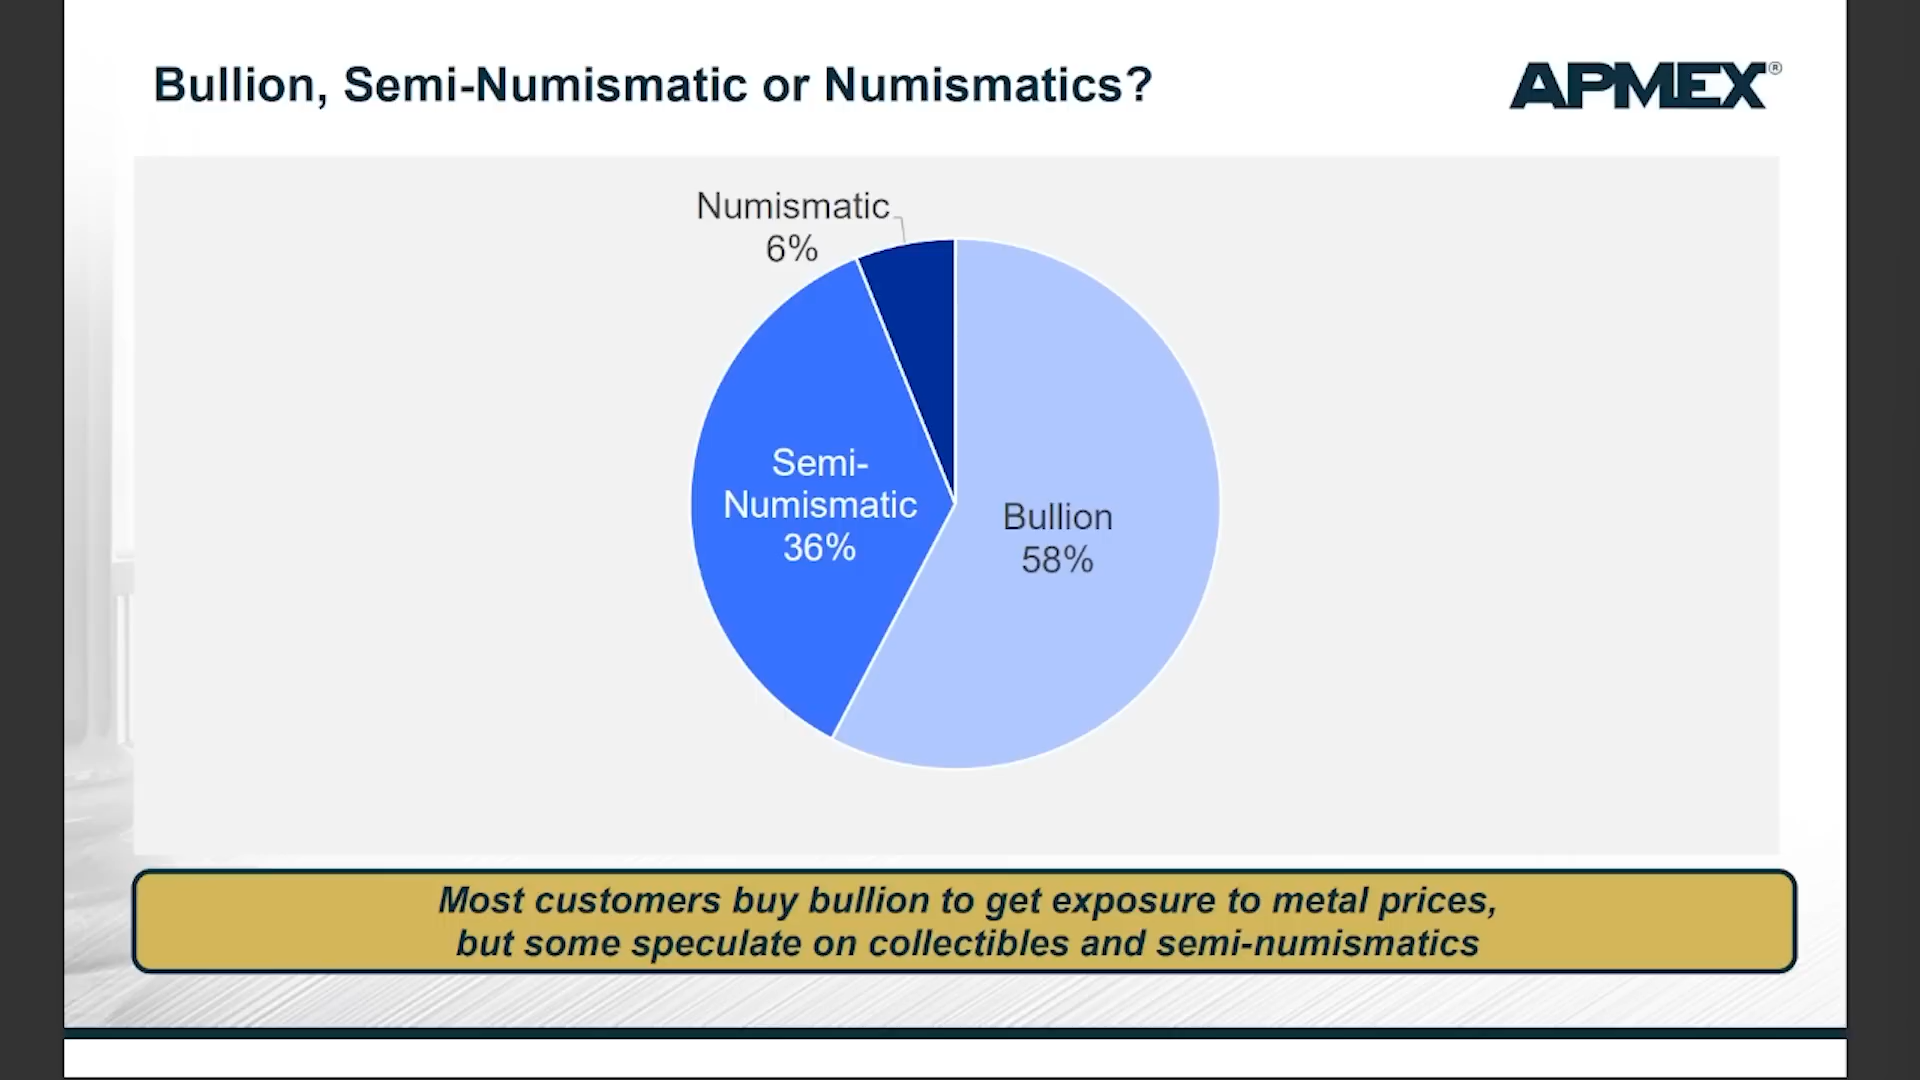 Bullion, Semi-Numismatic or Numismatics?
APMEX®
Numismatic
6%
Semi-
Numismatic
36%
Bullion
58%
Most customers buy bullion to get exposure to metal prices,
but some speculate on collectibles and semi-numismatics